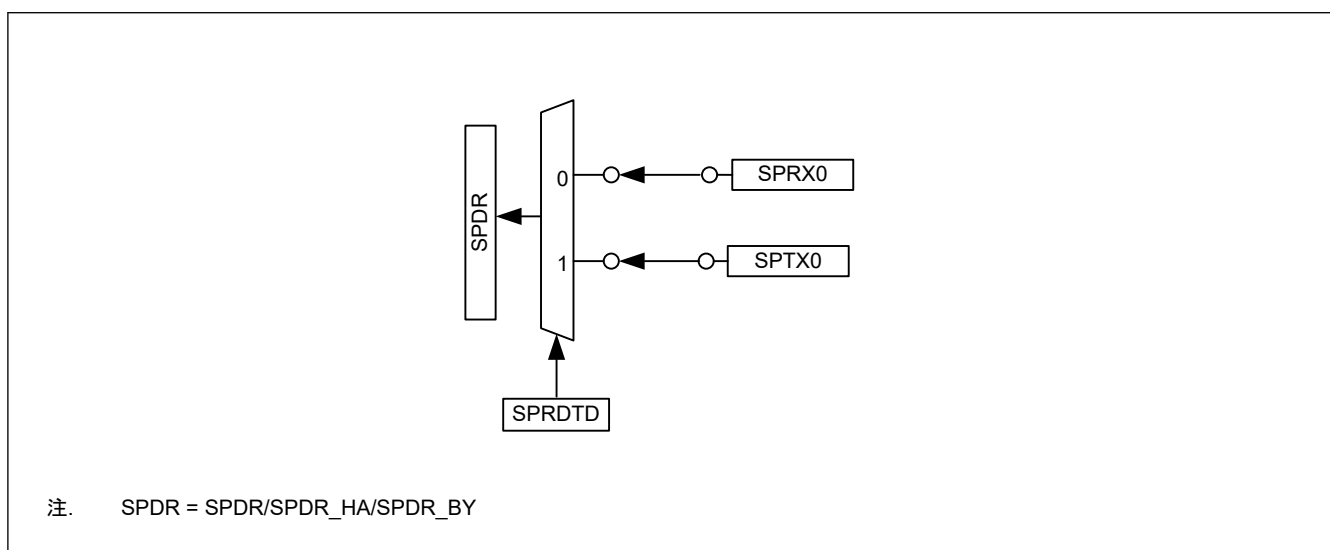 SPDR
0
SPRX0
1
SPTX0
SPRDTD
注. SPDR = SPDR/SPDR_HA/SPDR_BY